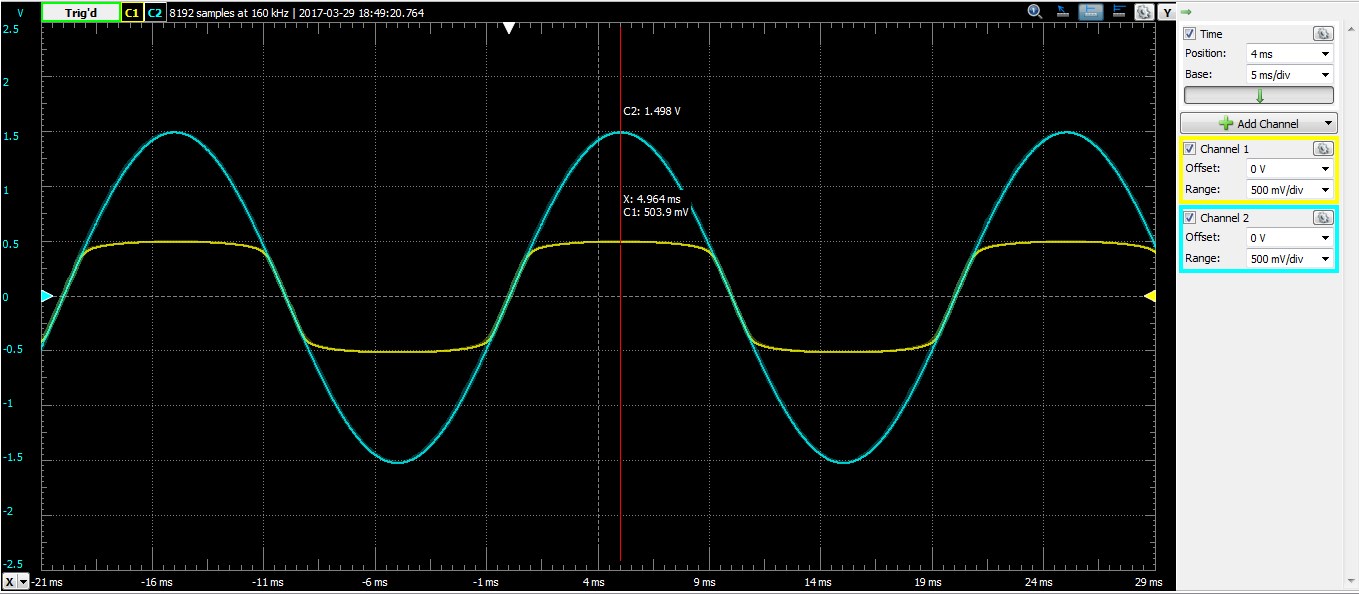 V Trig'd C1 C2 8192 samples at 160 kHz | 2017-03-29 18:49:20.764 Y
2.5
2
1.5
1
0.5
0
-0.5
-1
-1.5
-2
-2.5
C2: 1.498 V
X: 4.964 ms
C1: 503.9 mV
X -21 ms -16 ms -11 ms -6 ms -1 ms 4 ms 9 ms 14 ms 19 ms 24 ms 29 ms
Time
Position: 4 ms
Base: 5 ms/div
Add Channel
Channel 1
Offset: 0 V
Range: 500 mV/div
Channel 2
Offset: 0 V
Range: 500 mV/div